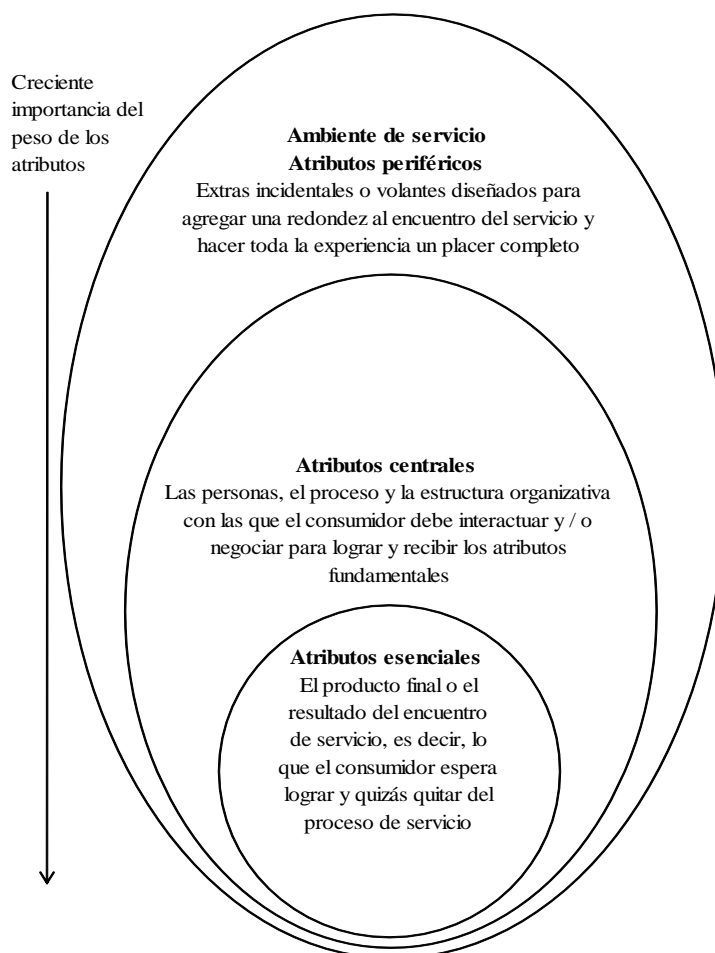 Creciente
importancia del
peso de los
atributos
Ambiente de servicio
Atributos periféricos
Extras incidentales o volantes diseñados para
agregar una redondez al encuentro del servicio y
hacer toda la experiencia un placer completo
Atributos centrales
Las personas, el proceso y la estructura organizativa
con las que el consumidor debe interactuar y / o
negociar para lograr y recibir los atributos
fundamentales
Atributos esenciales
El producto final o el
resultado del encuentro
de servicio, es decir, lo
que el consumidor espera
lograr y quizás quitar del
proceso de servicio